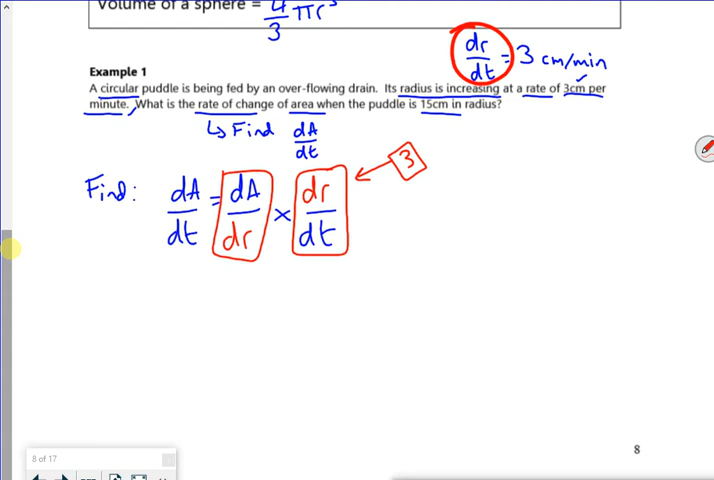 Volume of a sphere = 4/3 πr³
dr/dt = 3 cm/min
Example 1
A circular puddle is being fed by an over-flowing drain. Its radius is increasing at a rate of 3cm per
minute. What is the rate of change of area when the puddle is 15cm in radius?
↳ Find dA/dt
Find: dA/dt = dA/dr × dr/dt ← 3
8
8 of 17